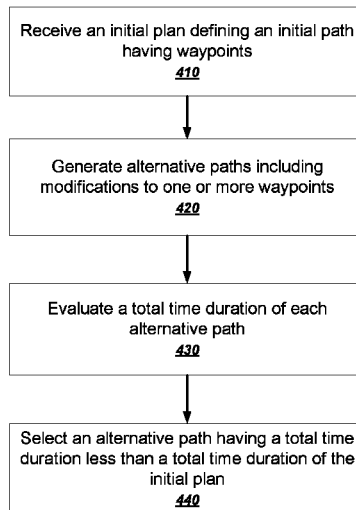 Receive an initial plan defining an initial path
having waypoints
410
Generate alternative paths including
modifications to one or more waypoints
420
Evaluate a total time duration of each
alternative path
430
Select an alternative path having a total time
duration less than a total time duration of the
initial plan
440